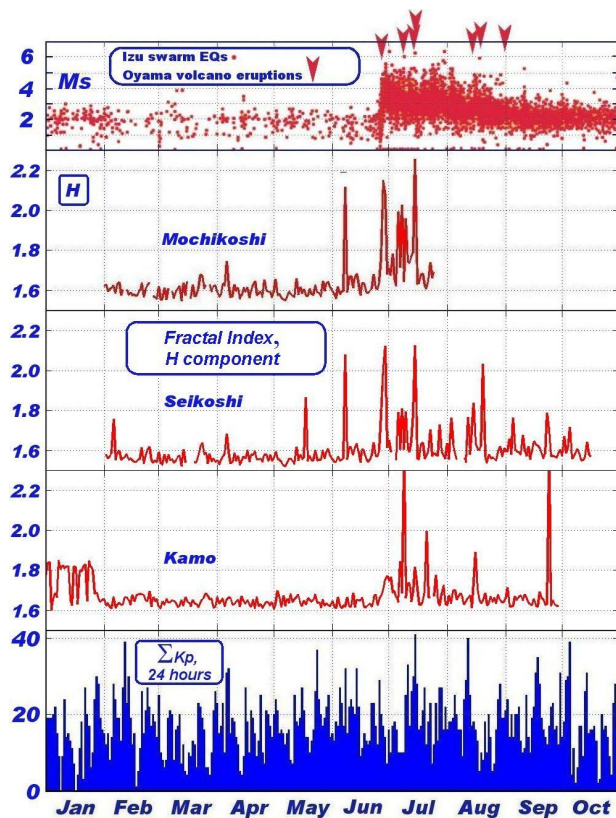 Izu swarm EQs
Oyama volcano eruptions
Ms
6
4
2
H
2.2
2.0
1.8
1.6
Mochikoshi
Fractal Index,
H component
2.2
2.0
1.8
1.6
Seikoshi
2.2
2.0
1.8
1.6
Kamo
ΣKp,
24 hours
40
20
0
Jan Feb Mar Apr May Jun Jul Aug Sep Oct